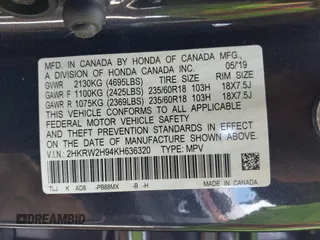 MFD. IN CANADA BY HONDA OF CANADA MFG.,
A DIVISION OF HONDA CANADA INC. 05/19
GVWR 2130KG (4695LBS) TIRE SIZE RIM SIZE
GAWR F 1100KG (2425LBS) 235/60R18 103H 18X7.5J
GAWR R 1075KG (2369LBS) 235/60R18 103H 18X7.5J
THIS VEHICLE CONFORMS TO ALL APPLICABLE
FEDERAL MOTOR VEHICLE SAFETY STANDARDS
IN EFFECT ON THE DATE OF MANUFACTURE SHOWN ABOVE.
V.I.N: 2HKRW2H94KH636320 TYPE: MPV
TLJ K AD8 -PB88MX -B -H MADE IN CANADA
DREAMBID